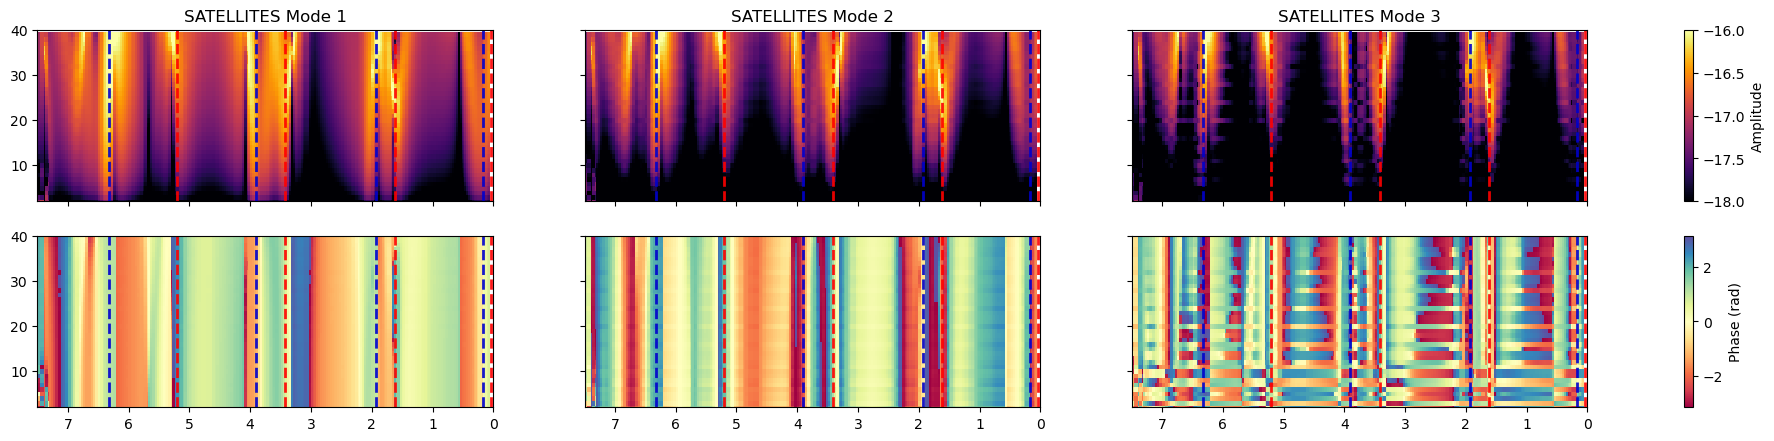 SATELLITES Mode 1 SATELLITES Mode 2 SATELLITES Mode 3
40 −16.0
30 −16.5
20 −17.0
10 −17.5
−18.0
Amplitude
40
30 2
20 0
10 −2
Phase (rad)
7 6 5 4 3 2 1 0 7 6 5 4 3 2 1 0 7 6 5 4 3 2 1 0